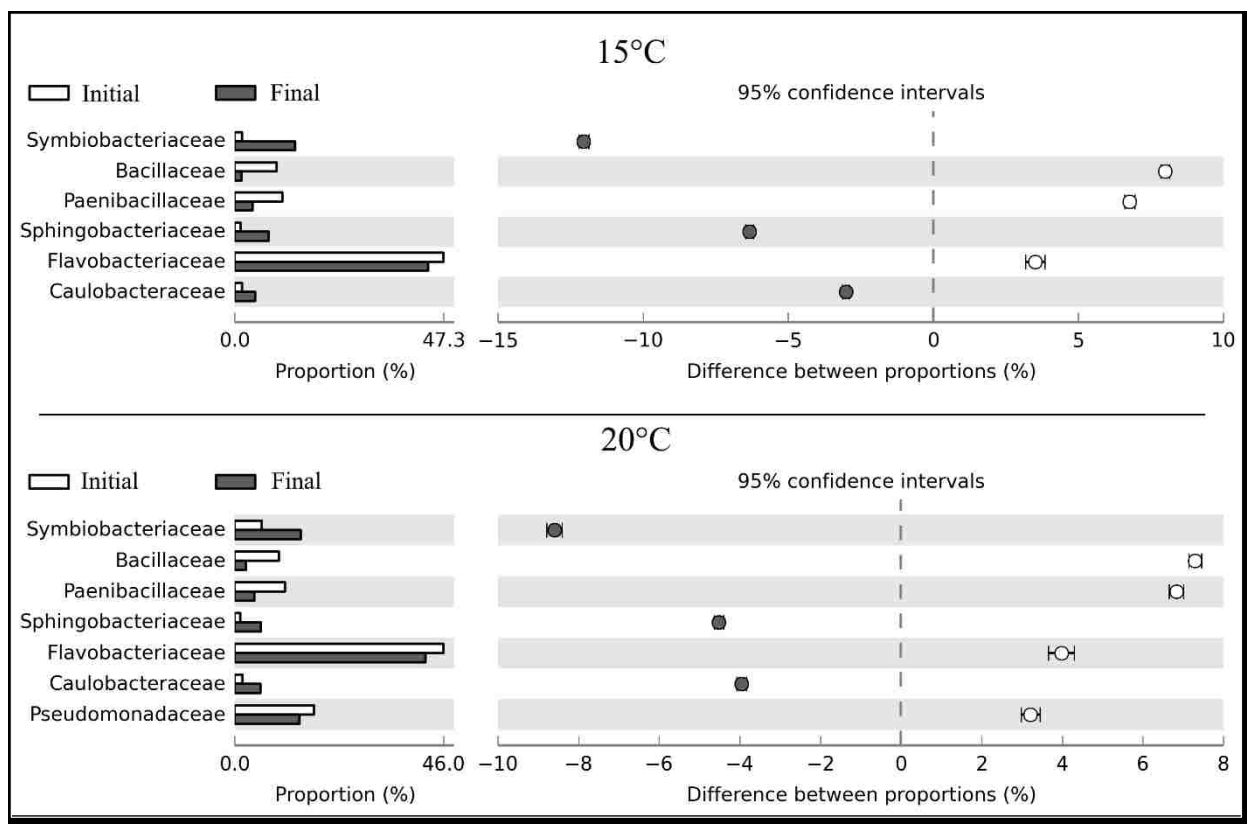 15°C
Initial Final 95% confidence intervals
Symbiobacteriaceae
Bacillaceae
Paenibacillaceae
Sphingobacteriaceae
Flavobacteriaceae
Caulobacteraceae
0.0 47.3 −15 −10 −5 0 5 10
Proportion (%) Difference between proportions (%)
20°C
Initial Final 95% confidence intervals
Symbiobacteriaceae
Bacillaceae
Paenibacillaceae
Sphingobacteriaceae
Flavobacteriaceae
Caulobacteraceae
Pseudomonadaceae
0.0 46.0 −10 −8 −6 −4 −2 0 2 4 6 8
Proportion (%) Difference between proportions (%)